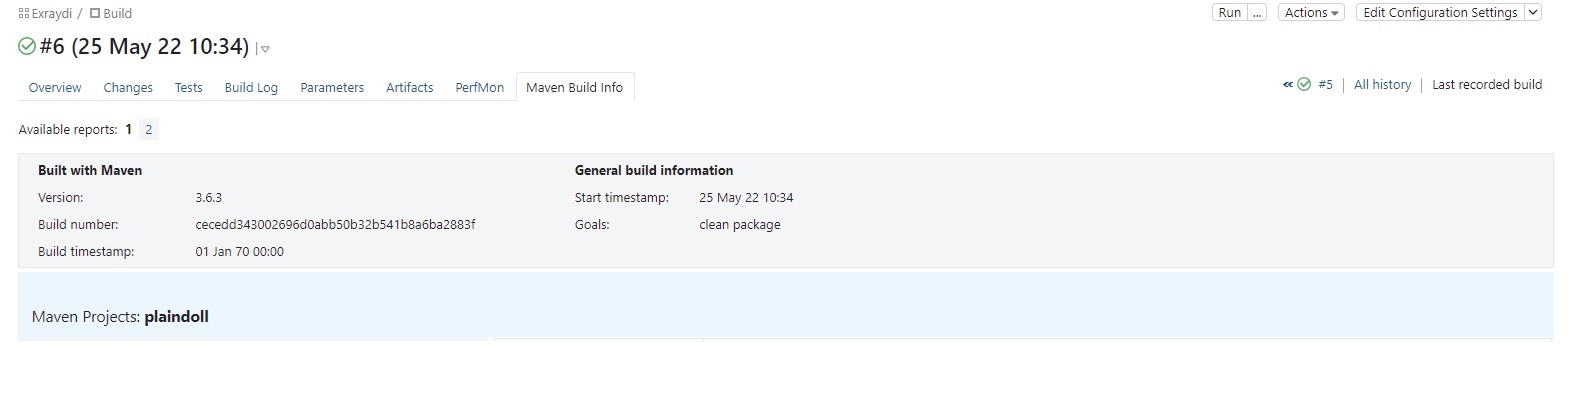 Exraydi / Build
Run ... Actions Edit Configuration Settings
#6 (25 May 22 10:34)
Overview Changes Tests Build Log Parameters Artifacts PerfMon Maven Build Info
#5 All history Last recorded build
Available reports: 1 2
Built with Maven
Version: 3.6.3
Build number: cecedd343002696d0abb50b32b541b8a6ba2883f
Build timestamp: 01 Jan 70 00:00
General build information
Start timestamp: 25 May 22 10:34
Goals: clean package
Maven Projects: plaindoll